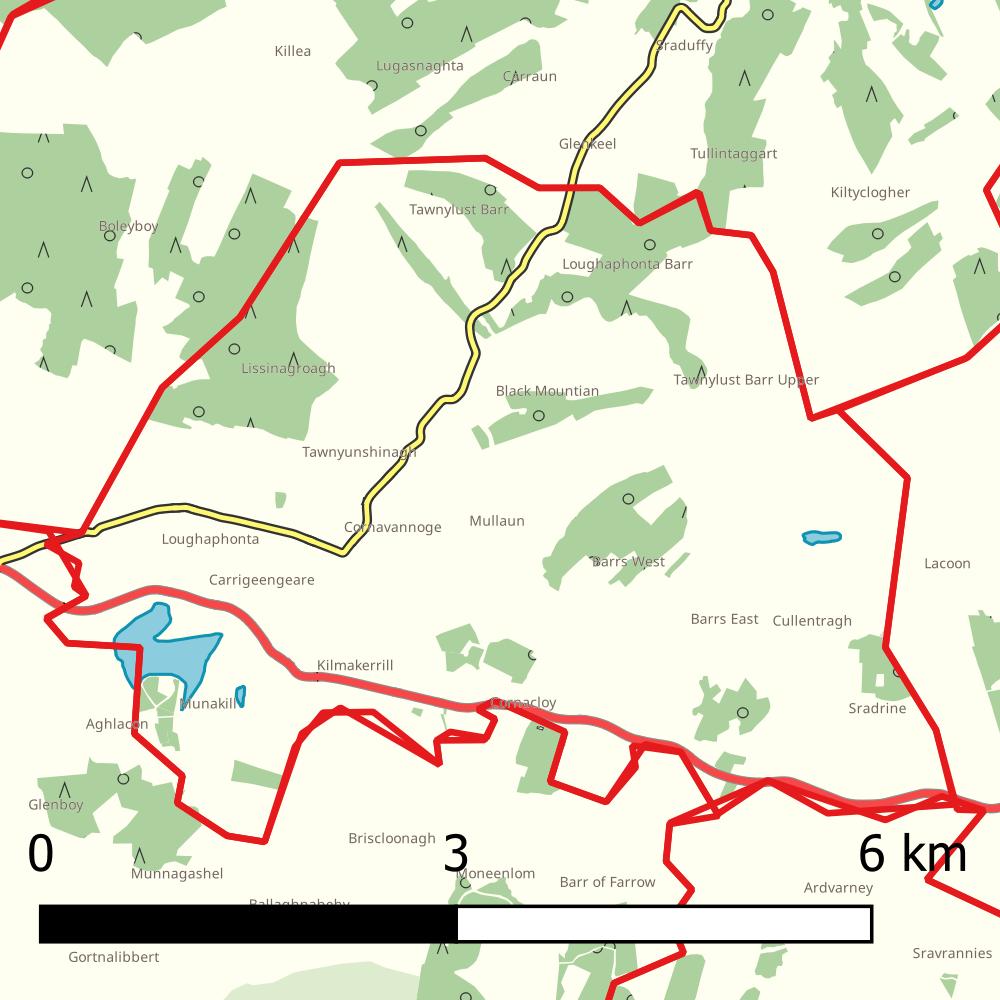 Sraduffy
Killea
Lugasnaghta
Carraun
Glenkeel
Tullintaggart
Kiltyclogher
Tawnylust Barr
Boleyboy
Loughaphonta Barr
Lissinagroagh
Tawnylust Barr Upper
Black Mountian
Tawnyunshinagh
Cornavannoge
Mullaun
Loughaphonta
Barrs West
Lacoon
Carrigeengeare
Barrs East
Cullentragh
Kilmakerrill
Munakill
Cornacloy
Sradrine
Aghlacon
Glenboy
Briscloonagh
0
3
6 km
Munnagashel
Moneenlom
Barr of Farrow
Ardvarney
Ballaghnabehy
Gortnalibbert
Sravrannies